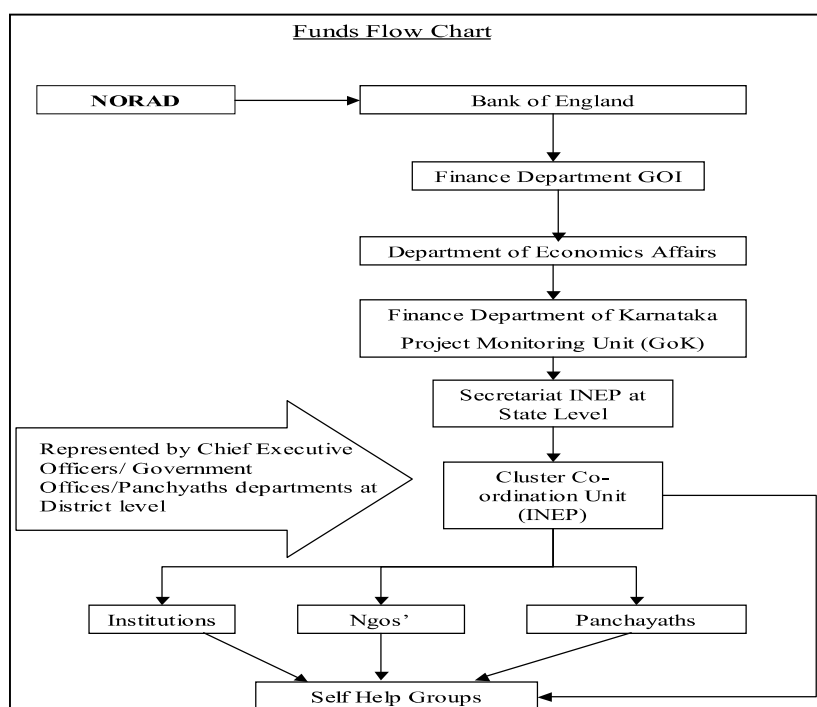 Funds Flow Chart
NORAD
Bank of England
Finance Department GOI
Department of Economics Affairs
Finance Department of Karnataka
Project Monitoring Unit (GoK)
Secretariat INEP at
State Level
Represented by Chief Executive
Officers/ Government
Offices/Panchyaths departments at
District level
Cluster Co-
ordination Unit
(INEP)
Institutions
Ngos’
Panchayaths
Self Help Groups